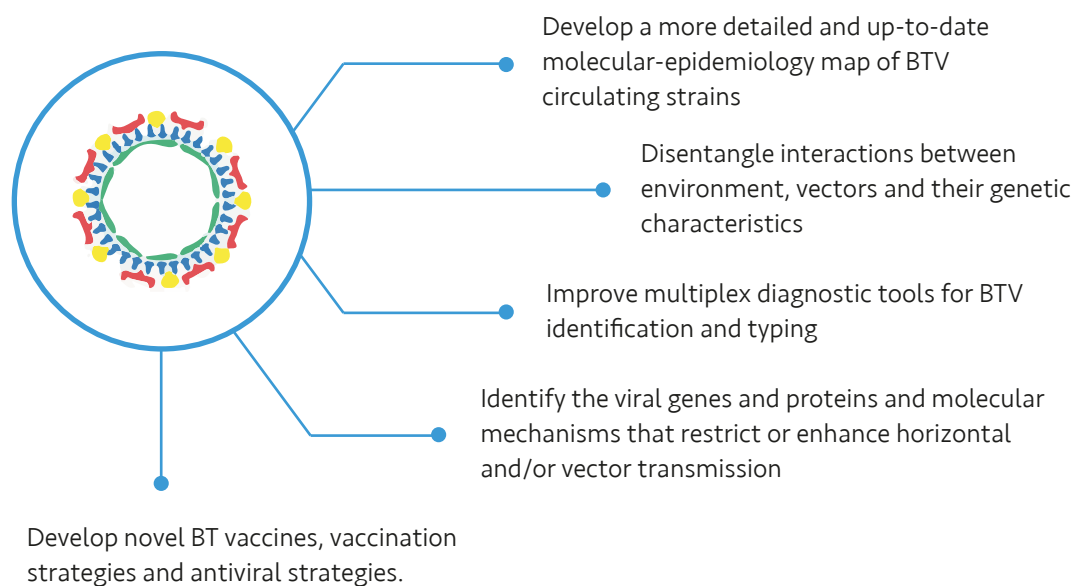 Develop a more detailed and up-to-date
molecular-epidemiology map of BTV
circulating strains
Disentangle interactions between
environment, vectors and their genetic
characteristics
Improve multiplex diagnostic tools for BTV
identification and typing
Identify the viral genes and proteins and molecular
mechanisms that restrict or enhance horizontal
and/or vector transmission
Develop novel BT vaccines, vaccination
strategies and antiviral strategies.